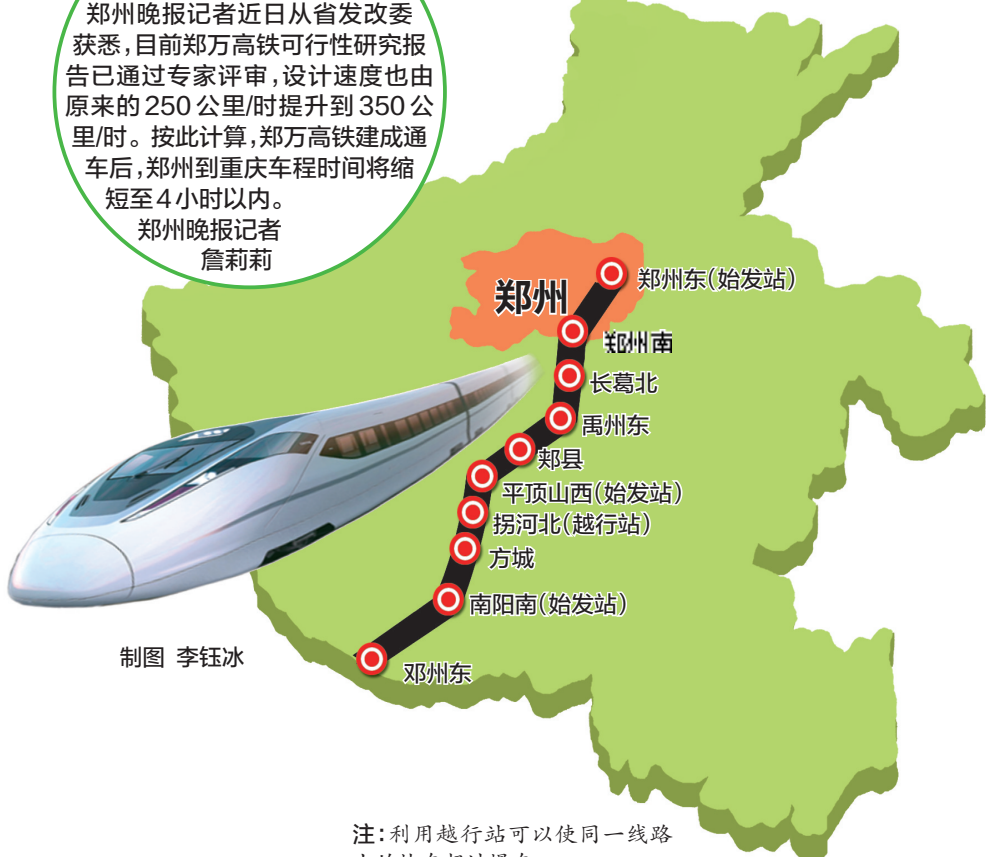 郑州晚报记者近日从省发改委
获悉,目前郑万高铁可行性研究报
告已通过专家评审,设计速度也由
原来的250公里/时提升到350公
里/时。按此计算,郑万高铁建成通
车后,郑州到重庆车程时间将缩
短至4小时以内。
郑州晚报记者
詹莉莉
郑州
郑州东(始发站)
郑州南
长葛北
禹州东
郏县
平顶山西(始发站)
拐河北(越行站)
方城
南阳南(始发站)
邓州东
制图 李钰冰
注:利用越行站可以使同一线路